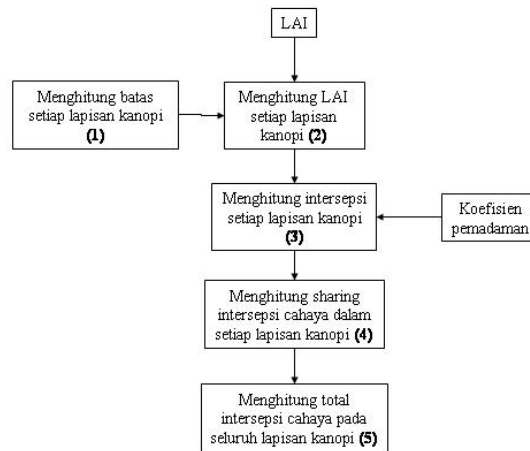 LAI
Menghitung batas
setiap lapisan kanopi
(1)
Menghitung LAI
setiap lapisan
kanopi (2)
Menghitung intersepsi
setiap lapisan kanopi
(3)
Koefisien
pemadaman
Menghitung sharing
intersepsi cahaya dalam
setiap lapisan kanopi (4)
Menghitung total
intersepsi cahaya pada
seluruh lapisan kanopi (5)